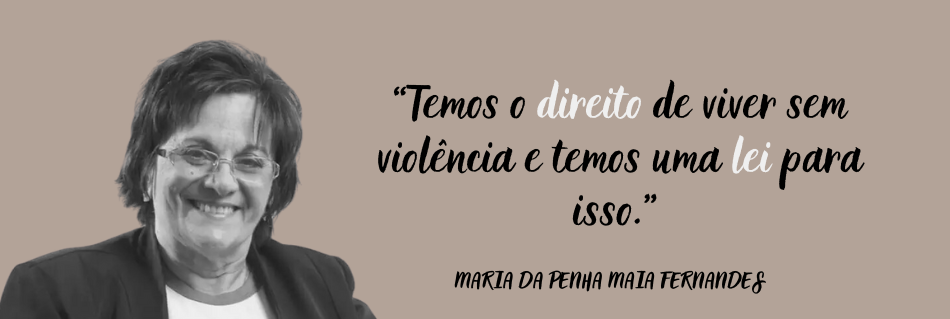 “Temos o direito de viver sem
violência e temos uma lei para
isso.”
MARIA DA PENHA MAIA FERNANDES